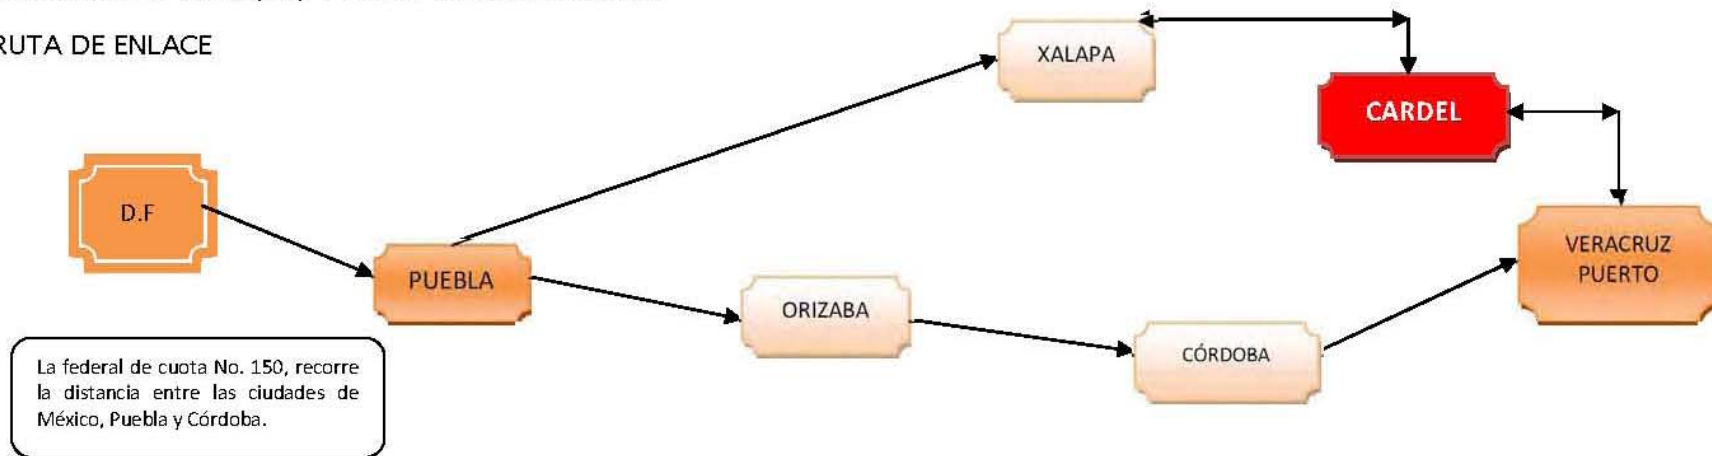 RUTA DE ENLACE
XALAPA
CARDEL
D.F
VERACRUZ
PUERTO
PUEBLA
ORIZABA
CÓRDOBA
La federal de cuota No. 150, recorre
la distancia entre las ciudades de
México, Puebla y Córdoba.